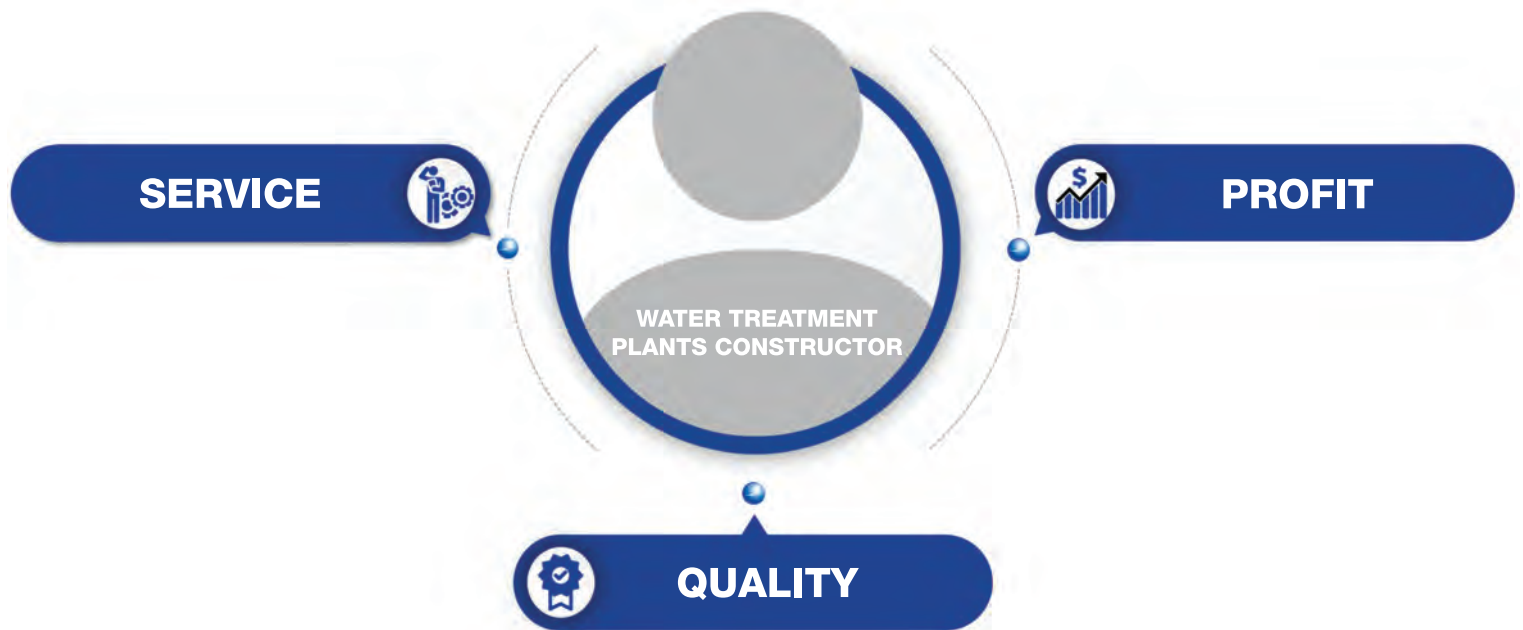 SERVICE
PROFIT
WATER TREATMENT
PLANTS CONSTRUCTOR
$
QUALITY